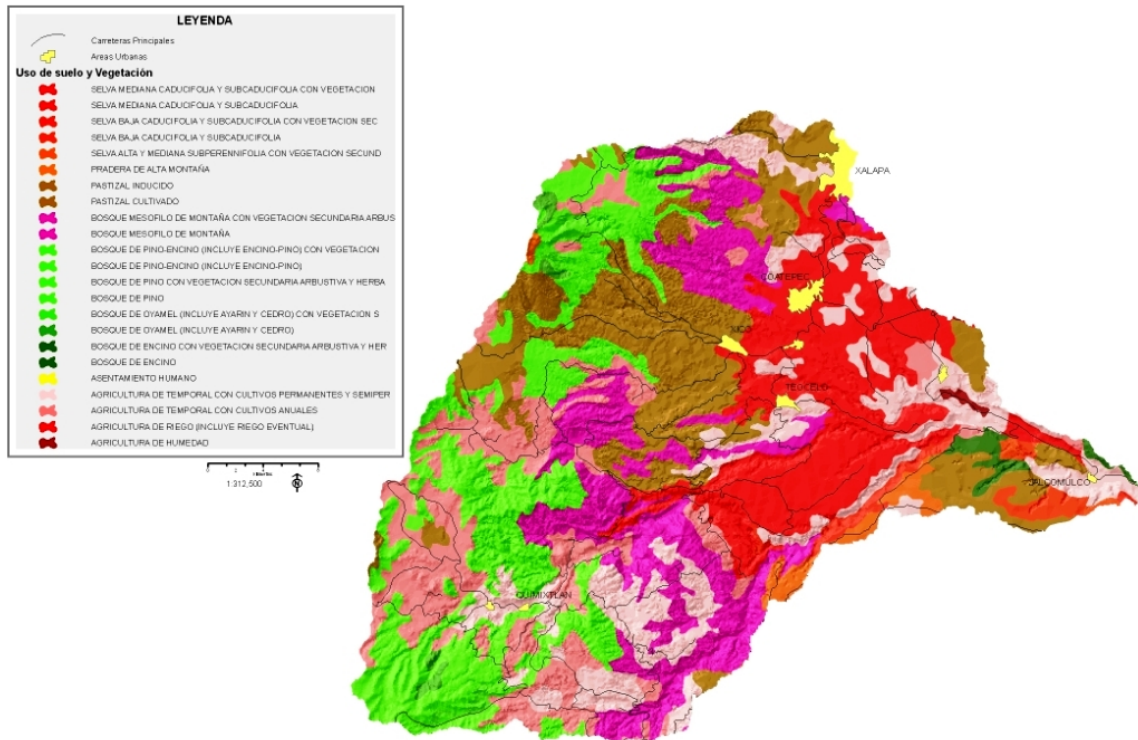 LEYENDA
Carreteras Principales
Areas Urbanas
Uso de suelo y Vegetación
SELVA MEDIANA CADUCIFOLIA Y SUBCADUCIFOLIA CON VEGETACION
SELVA MEDIANA CADUCIFOLIA Y SUBCADUCIFOLIA
SELVA BAJA CADUCIFOLIA Y SUBCADUCIFOLIA CON VEGETACION SEC
SELVA BAJA CADUCIFOLIA Y SUBCADUCIFOLIA
SELVA ALTA Y MEDIANA SUBPERENNIFOLIA CON VEGETACION SECUND
PRADERA DE ALTA MONTAÑA
PASTIZAL INDUCIDO
PASTIZAL CULTIVADO
BOSQUE MESOFILO DE MONTAÑA CON VEGETACION SECUNDARIA ARBUS
BOSQUE MESOFILO DE MONTAÑA
BOSQUE DE PINO-ENCINO (INCLUYE ENCINO-PINO) CON VEGETACION
BOSQUE DE PINO-ENCINO (INCLUYE ENCINO-PINO)
BOSQUE DE PINO CON VEGETACION SECUNDARIA ARBUSTIVA Y HERBA
BOSQUE DE PINO
BOSQUE DE OYAMEL (INCLUYE AYARIN Y CEDRO) CON VEGETACION S
BOSQUE DE OYAMEL (INCLUYE AYARIN Y CEDRO)
BOSQUE DE ENCINO CON VEGETACION SECUNDARIA ARBUSTIVA Y HER
BOSQUE DE ENCINO
ASENTAMIENTO HUMANO
AGRICULTURA DE TEMPORAL CON CULTIVOS PERMANENTES Y SEMIPER
AGRICULTURA DE TEMPORAL CON CULTIVOS ANUALES
AGRICULTURA DE RIEGO (INCLUYE RIEGO EVENTUAL)
AGRICULTURA DE HUMEDAD
1:312,500
XALAPA
COATEPEC
XICO
TEOCELO
JALCOMULCO
QUIMIXTLAN